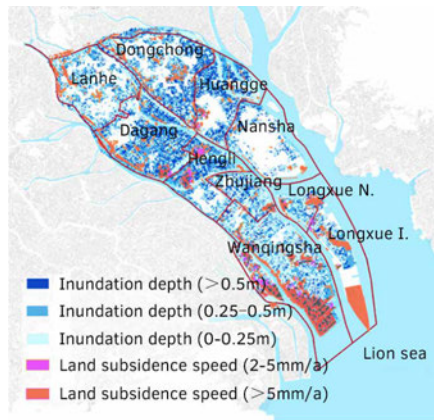 Dongchong
Lanhe
Huangge
Nansha
Dagang
Hengli
Zhujiang
Longxue N.
Longxue I.
Wanqingsha
Inundation depth (>0.5m)
Inundation depth (0.25-0.5m)
Inundation depth (0-0.25m)
Land subsidence speed (2-5mm/a)
Land subsidence speed (>5mm/a)
Lion sea